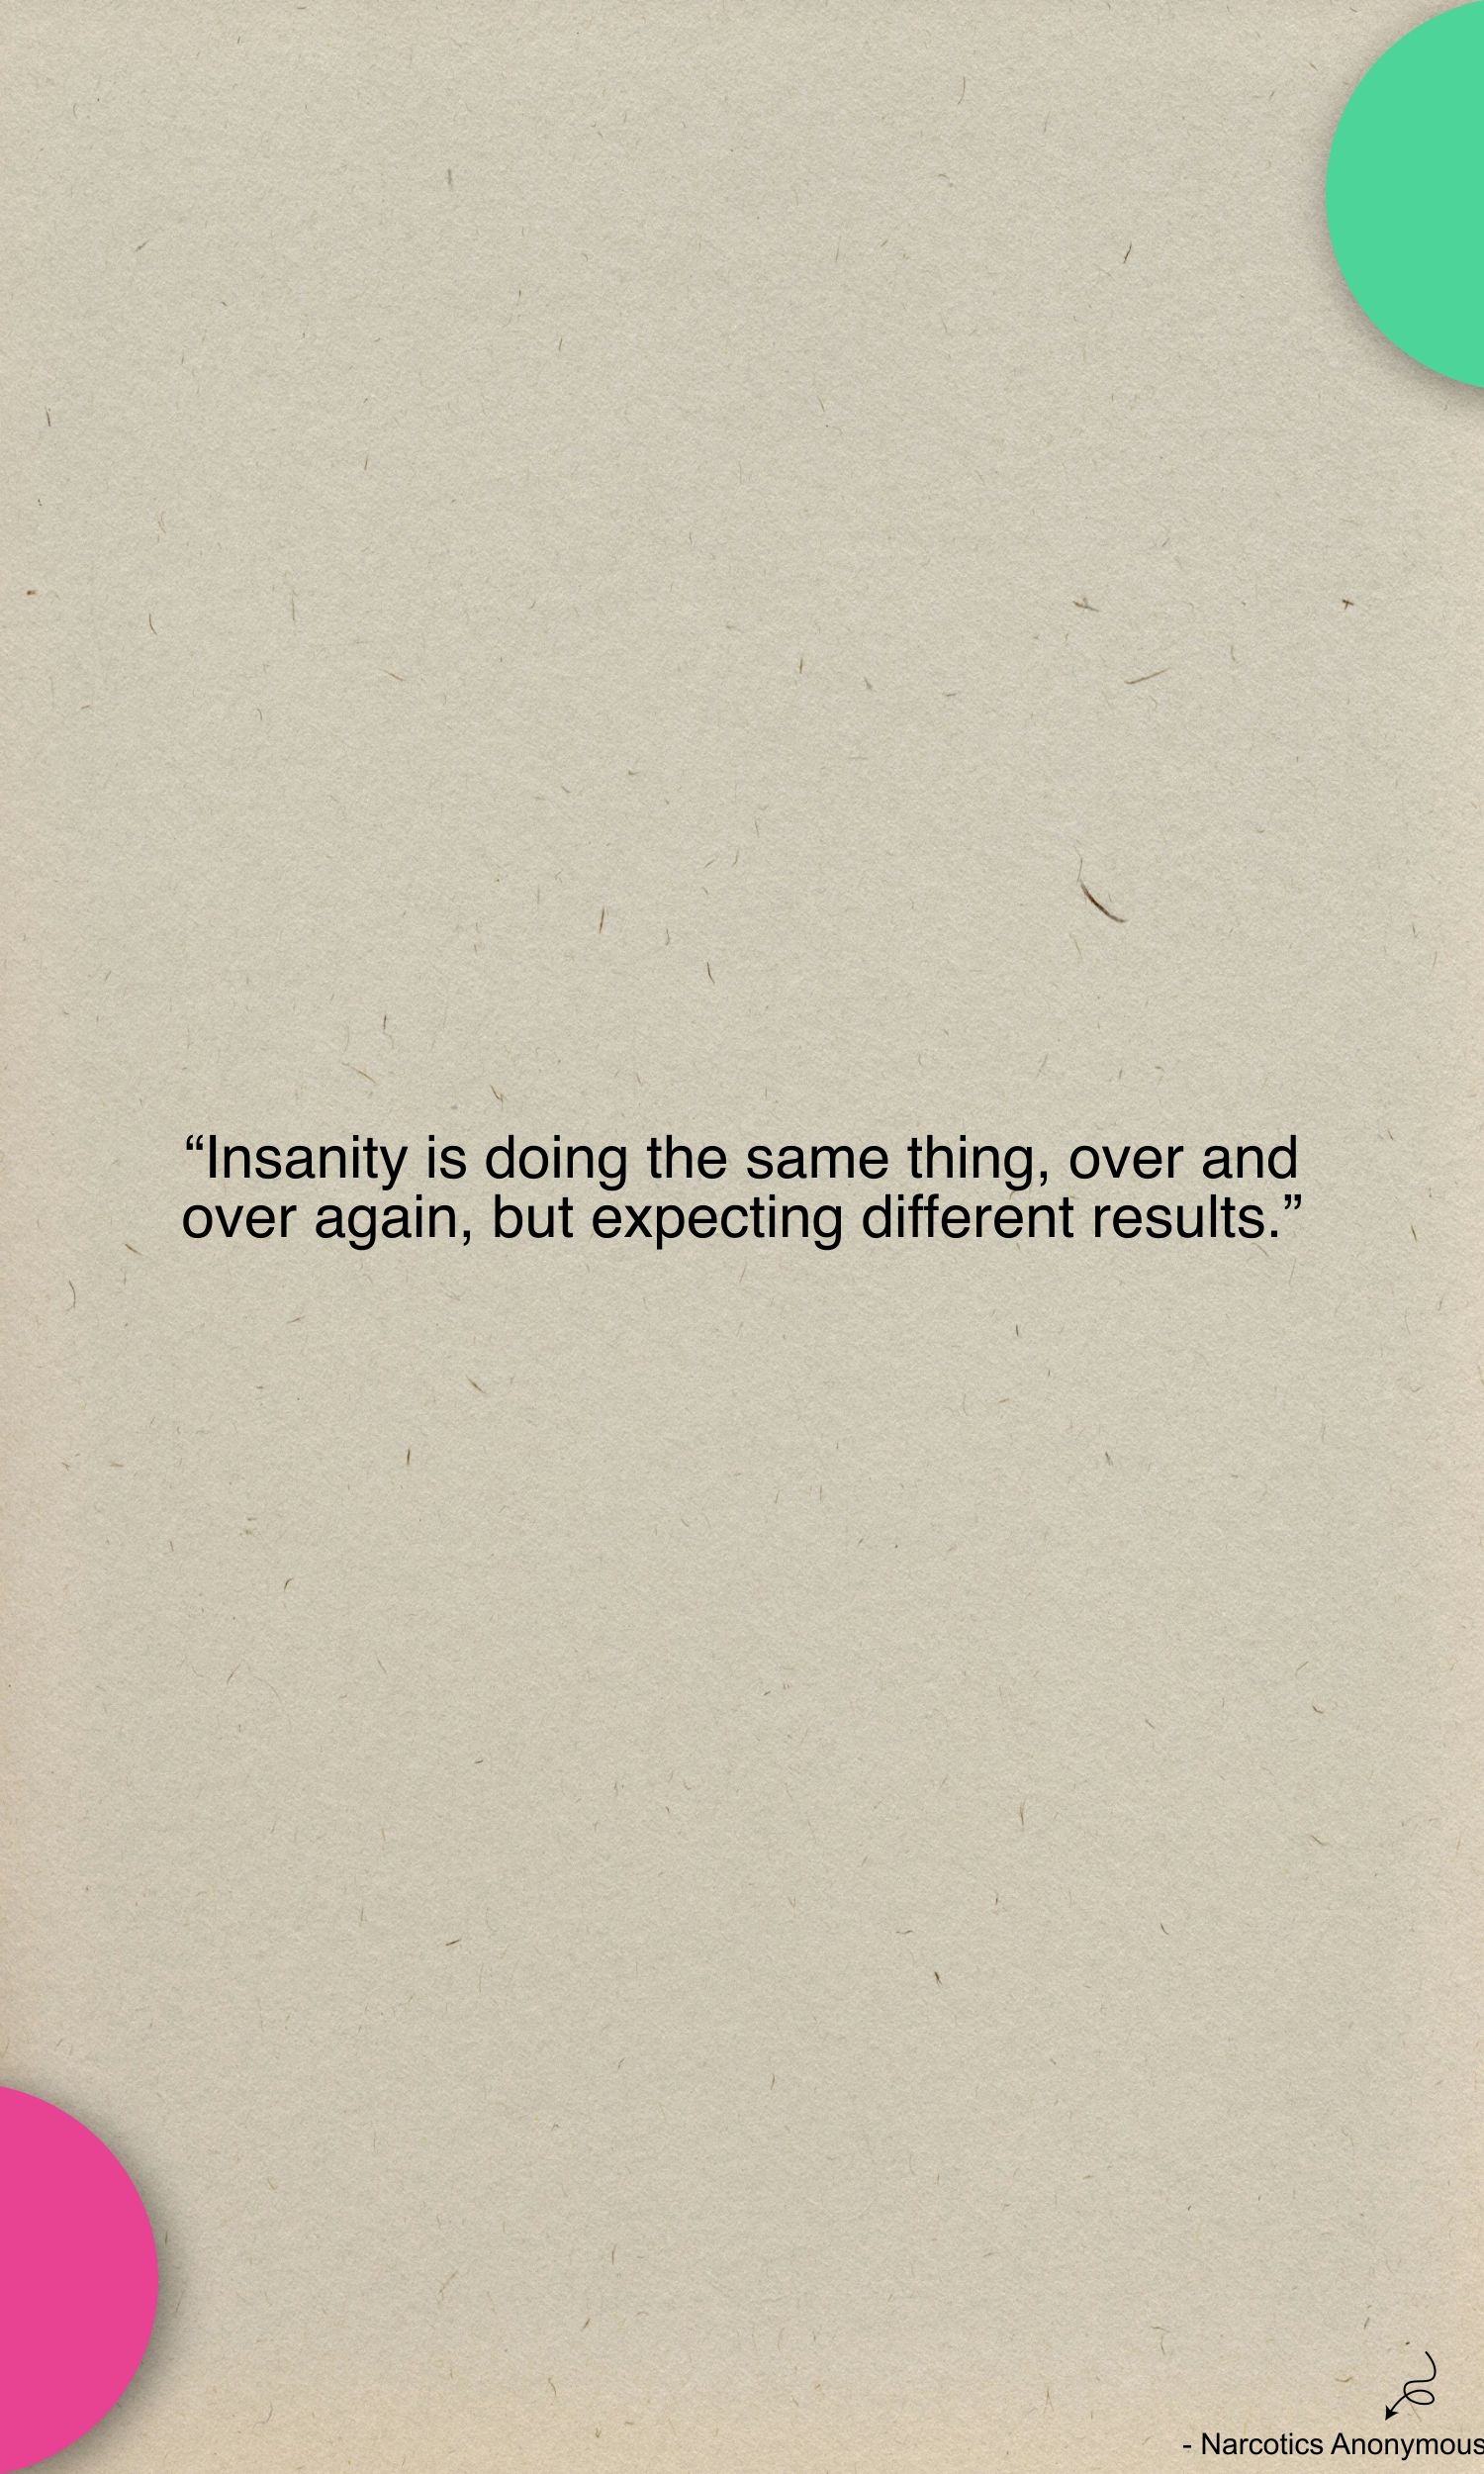 “Insanity is doing the same thing, over and
over again, but expecting different results.”
- Narcotics Anonymous